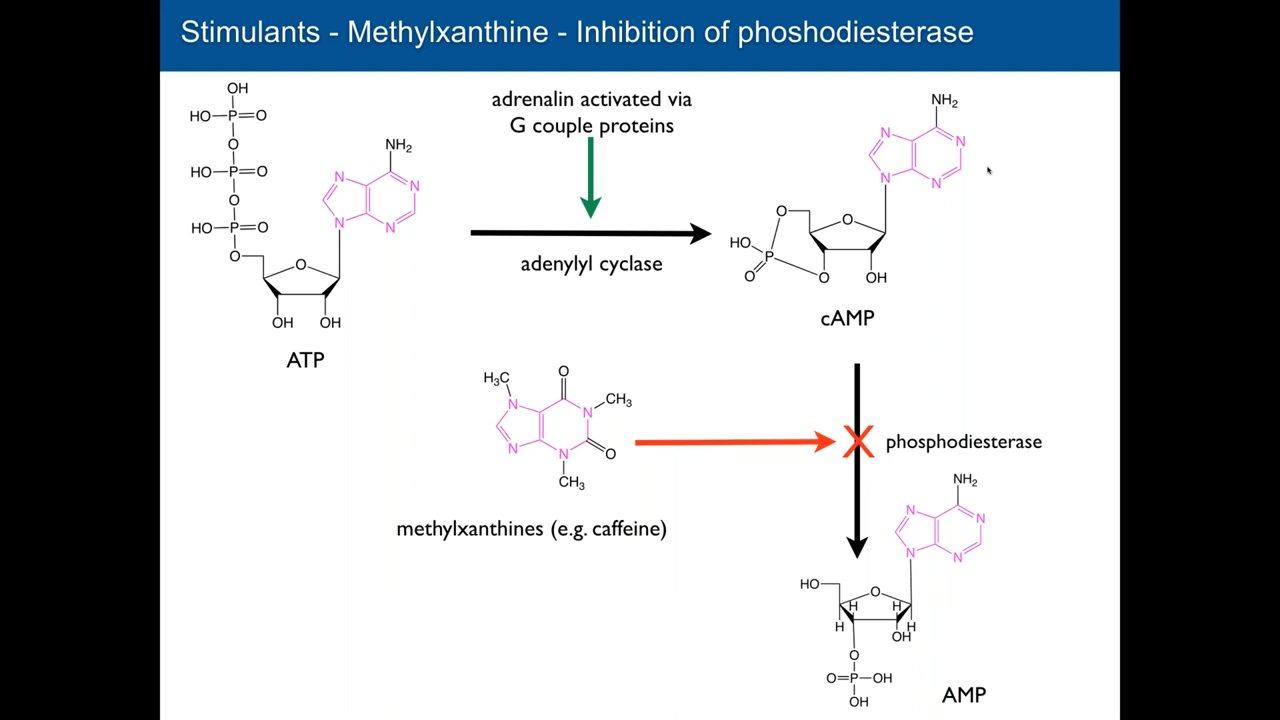 Stimulants - Methylxanthine - Inhibition of phoshodiesterase
OH
HO P O
O
HO P O
O
HO P O
O
O
OH OH
N N N N
NH₂
ATP
adrenalin activated via
G couple proteins
adenylyl cyclase
NH₂
N N N N
O
O
HO
P
O
O
OH
cAMP
H₃C
O
N
N
CH₃
N
N
O
CH₃
methylxanthines (e.g. caffeine)
X
phosphodiesterase
NH₂
N N N N
HO
O
H H
H H
OH
O
O=P—OH
OH
AMP